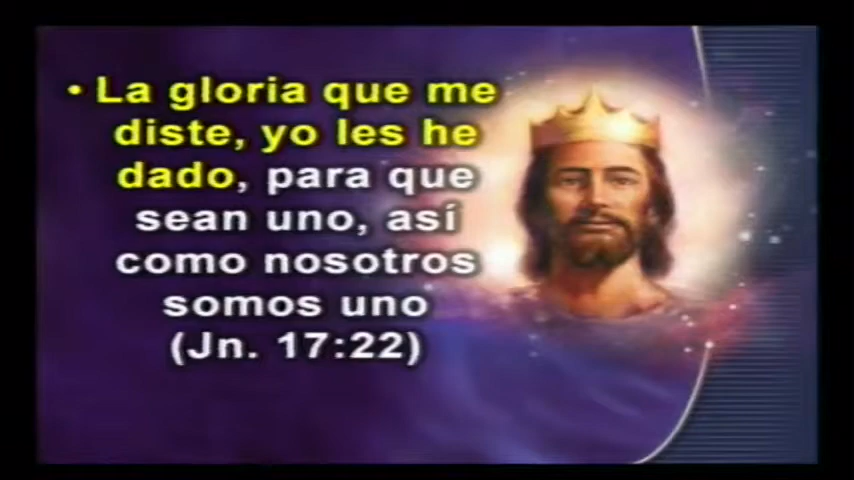 • La gloria que me
diste, yo les he
dado, para que
sean uno, así
como nosotros
somos uno
(Jn. 17:22)